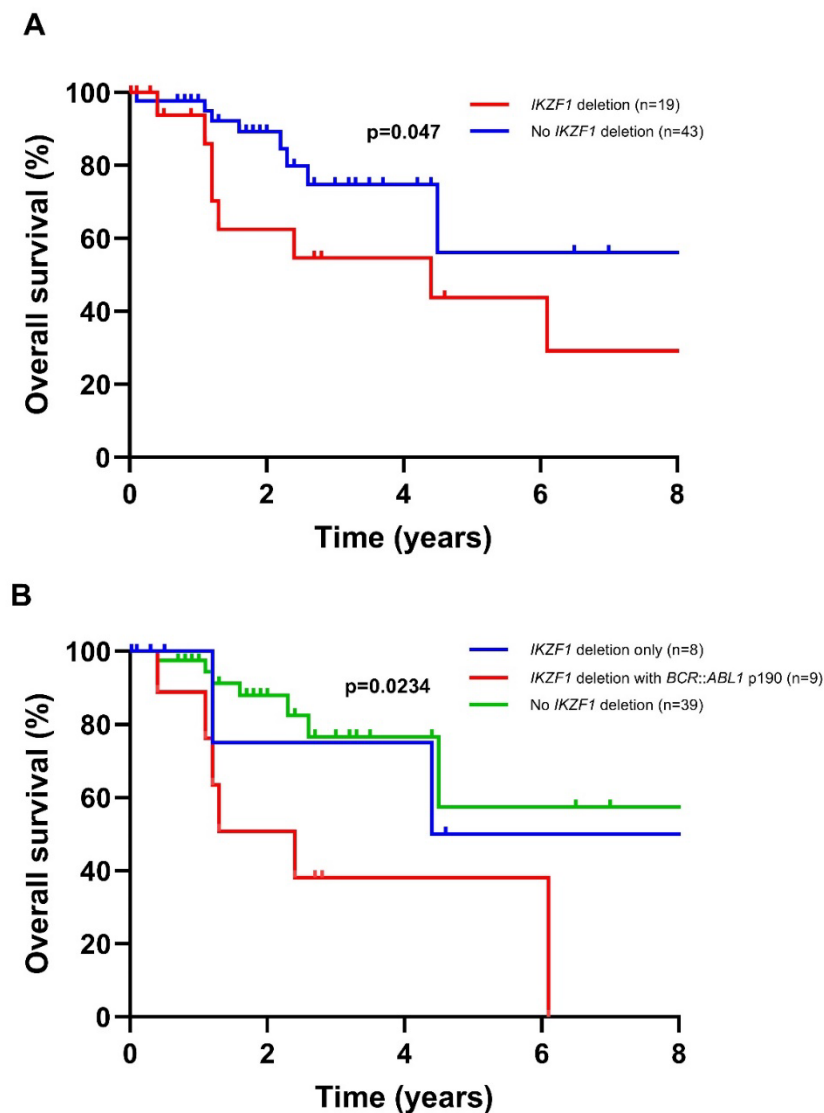 A
Overall survival (%)
100
80
60
40
20
0
p=0.047
IKZF1 deletion (n=19)
No IKZF1 deletion (n=43)
0 2 4 6 8
Time (years)
B
Overall survival (%)
100
80
60
40
20
0
p=0.0234
IKZF1 deletion only (n=8)
IKZF1 deletion with BCR::ABL1 p190 (n=9)
No IKZF1 deletion (n=39)
0 2 4 6 8
Time (years)